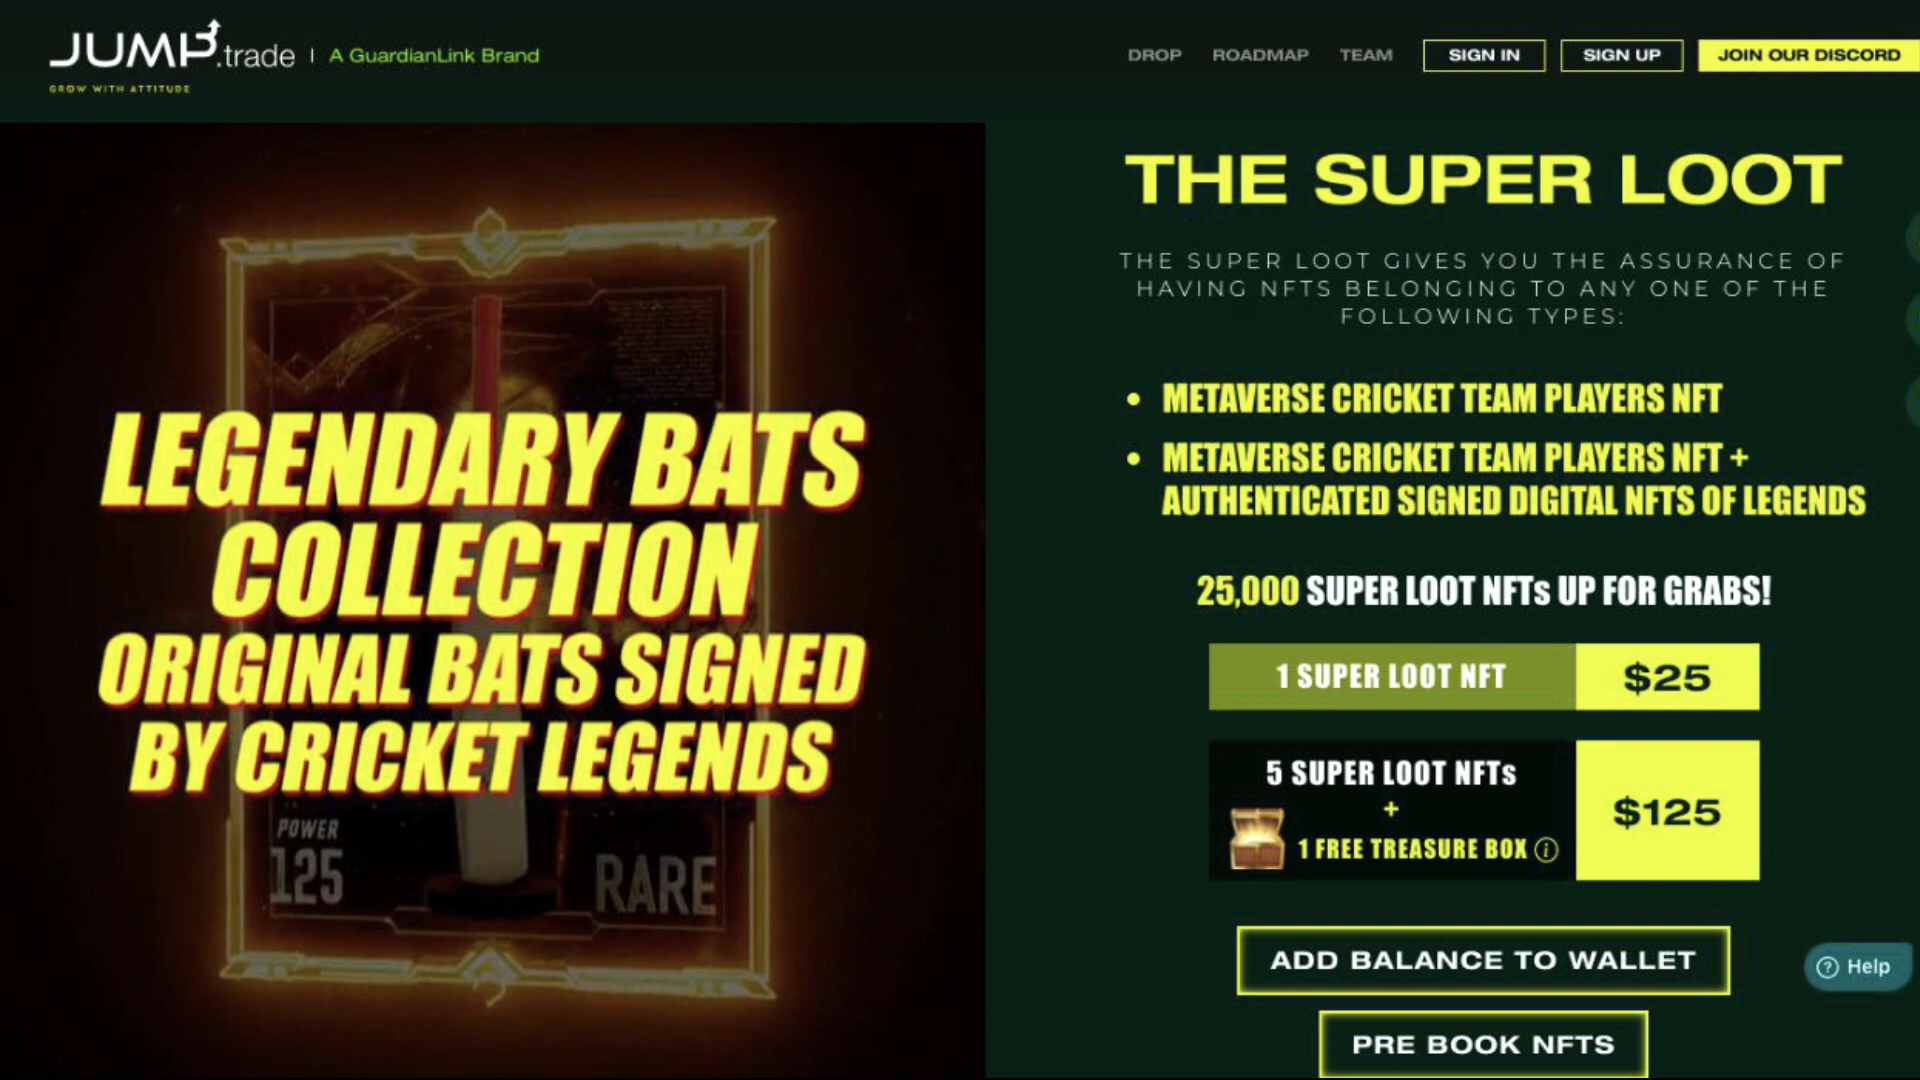 JUMP.trade | A GuardianLink Brand
GROW WITH ATTITUDE
DROP ROADMAP TEAM SIGN IN SIGN UP JOIN OUR DISCORD
LEGENDARY BATS
COLLECTION
ORIGINAL BATS SIGNED
BY CRICKET LEGENDS
POWER
125
RARE
THE SUPER LOOT
THE SUPER LOOT GIVES YOU THE ASSURANCE OF
HAVING NFTS BELONGING TO ANY ONE OF THE
FOLLOWING TYPES:
• METAVERSE CRICKET TEAM PLAYERS NFT
• METAVERSE CRICKET TEAM PLAYERS NFT +
AUTHENTICATED SIGNED DIGITAL NFTS OF LEGENDS
25,000 SUPER LOOT NFTs UP FOR GRABS!
1 SUPER LOOT NFT $25
5 SUPER LOOT NFTs
+
1 FREE TREASURE BOX i
$125
ADD BALANCE TO WALLET
? Help
PRE BOOK NFTS